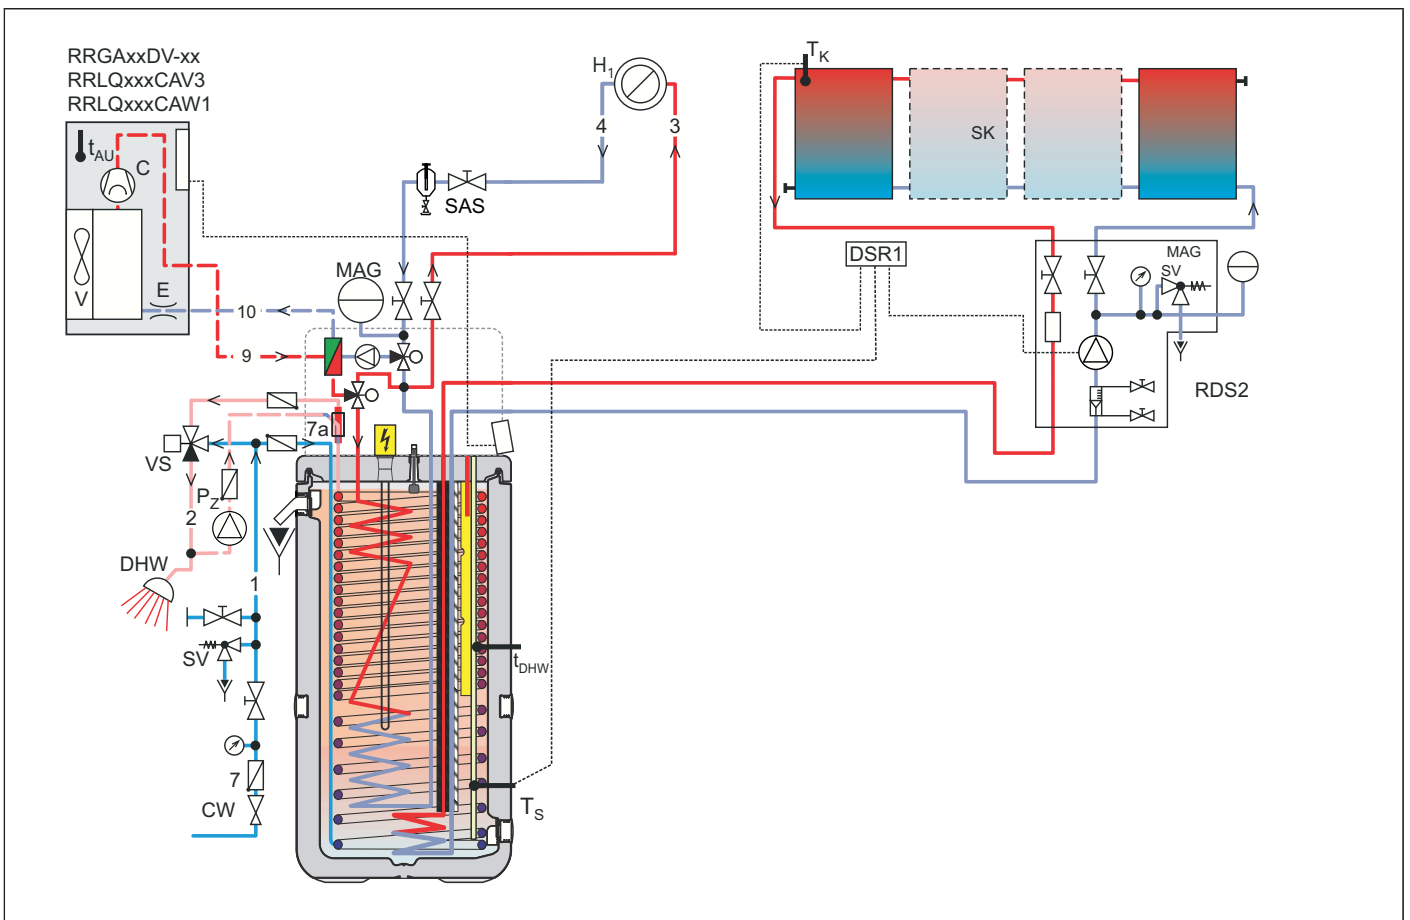 RRGAxxDV-xx
RRLQxxxCAV3
RRLQxxxCAW1
tAU
C
V
E
10
9
H1
4
3
SAS
MAG
TK
SK
DSR1
MAG
SV
RDS2
7a
VS
PZ
2
DHW
1
SV
7
CW
tDHW
TS